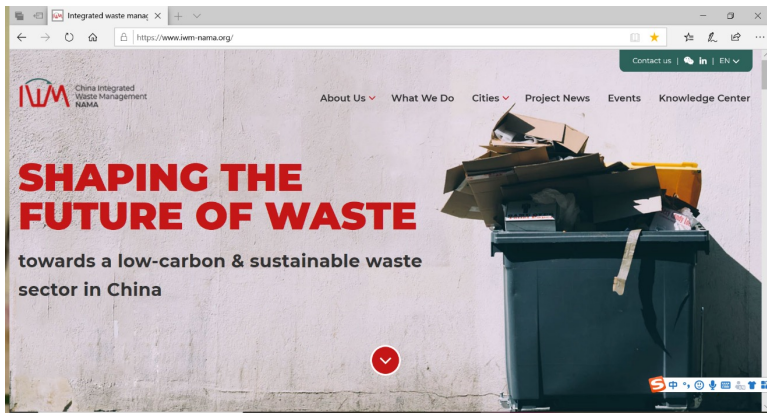 Integrated waste manag
https://www.iwm-nama.org/
Contact us | in | EN
IWM
China Integrated
Waste Management
NAMA
About Us
What We Do
Cities
Project News
Events
Knowledge Center
SHAPING THE
FUTURE OF WASTE
towards a low-carbon & sustainable waste
sector in China
中